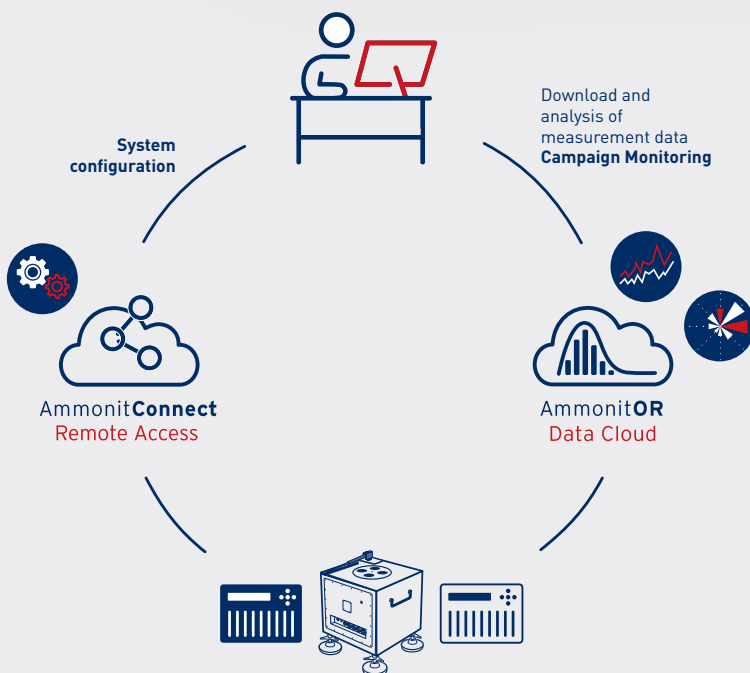 System
configuration
Download and
analysis of
measurement data
Campaign Monitoring
AmmonitConnect
Remote Access
AmmonitOR
Data Cloud